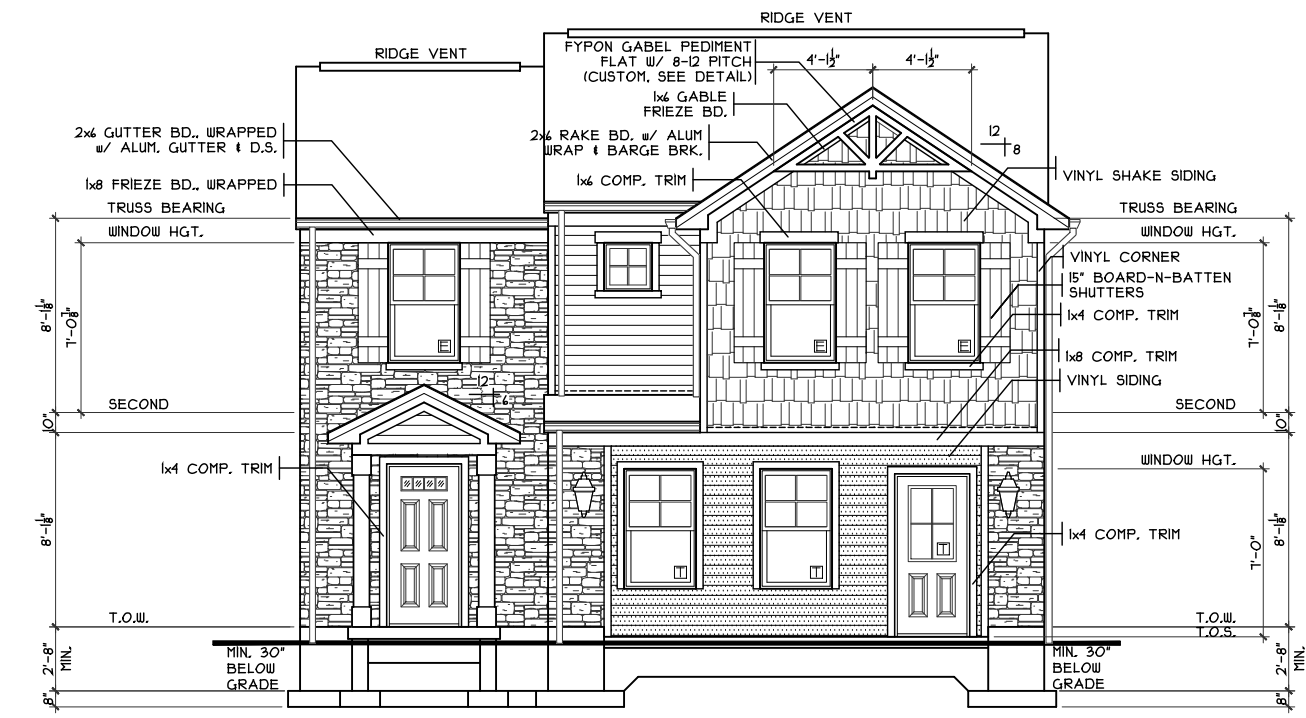 RIDGE VENT
RIDGE VENT
FYPON GABEL PEDIMENT
FLAT W/ 8-12 PITCH
(CUSTOM, SEE DETAIL)
4'-1½"
4'-1½"
1x6 GABLE
FRIEZE BD.
2x6 GUTTER BD., WRAPPED
w/ ALUM, GUTTER & D.S.
2x6 RAKE BD. w/ ALUM
WRAP & BARGE BRK.
12
8
1x6 COMP. TRIM
VINYL SHAKE SIDING
1x8 FRIEZE BD., WRAPPED
TRUSS BEARING
TRUSS BEARING
WINDOW HGT.
WINDOW HGT.
VINYL CORNER
15" BOARD-N-BATTEN
SHUTTERS
8'-1⅛"
7'-0⅞"
1x4 COMP. TRIM
7'-0⅞"
8'-1⅛"
E
E
E
1x8 COMP. TRIM
VINYL SIDING
12
6
SECOND
SECOND
10"
10"
WINDOW HGT.
1x4 COMP. TRIM
8'-1⅛"
1x4 COMP. TRIM
7'-0"
8'-1⅛"
T
T
T
T.O.W.
T.O.W.
T.O.S.
2'-8"
MIN.
MIN. 30"
BELOW
GRADE
MIN. 30"
BELOW
GRADE
2'-8"
MIN.
8"
8"